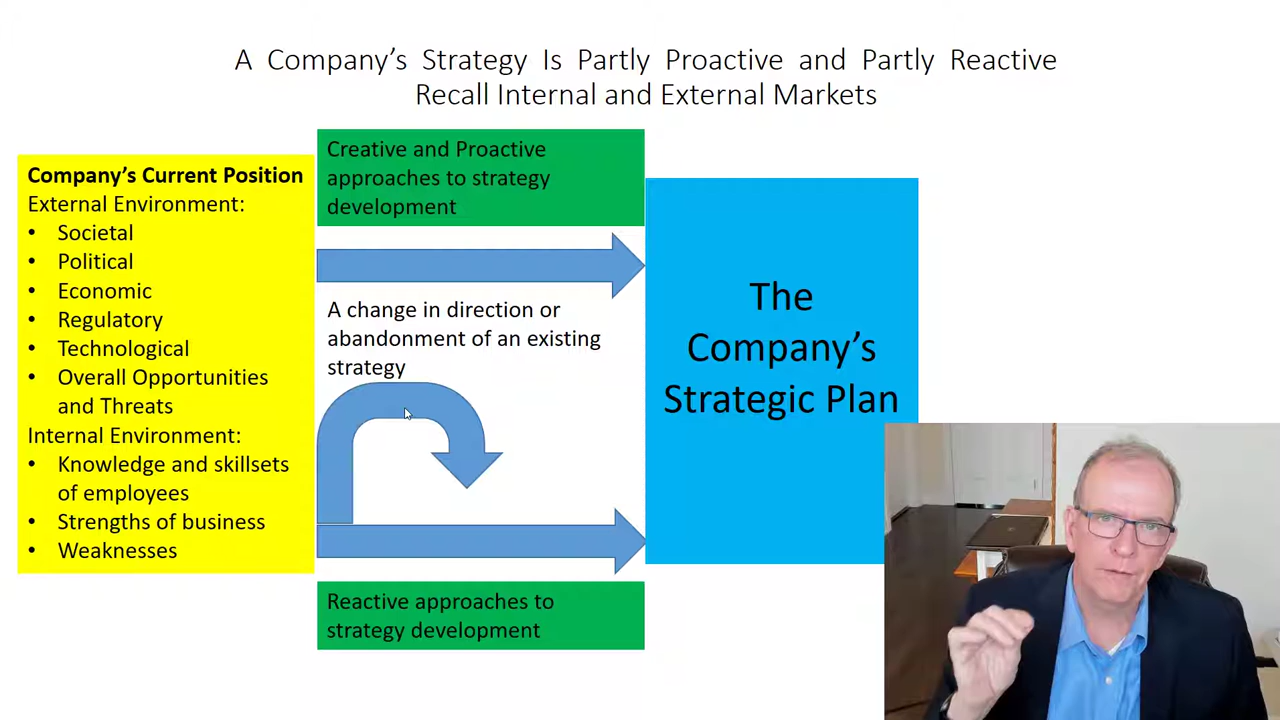 A Company’s Strategy Is Partly Proactive and Partly Reactive
Recall Internal and External Markets
Company’s Current Position
External Environment:
• Societal
• Political
• Economic
• Regulatory
• Technological
• Overall Opportunities
and Threats
Internal Environment:
• Knowledge and skillsets
of employees
• Strengths of business
• Weaknesses
Creative and Proactive
approaches to strategy
development
A change in direction or
abandonment of an existing
strategy
Reactive approaches to
strategy development
The
Company’s
Strategic Plan